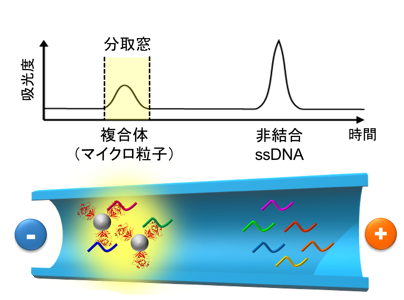 分取窓
吸光度
複合体
(マイクロ粒子)
非結合
ssDNA
時間
-
+